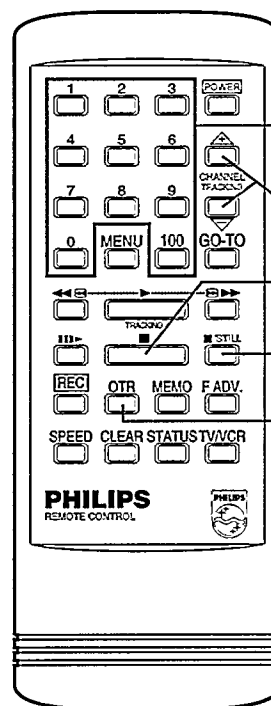 1 2 3 POWER
4 5 6
CHANNEL
TRACKING
7 8 9
0 MENU 100 GO-TO
TRACKING
STILL
REC OTR MEMO F ADV.
SPEED CLEAR STATUS TV/VCR
PHILIPS
REMOTE CONTROL
PHILIPS